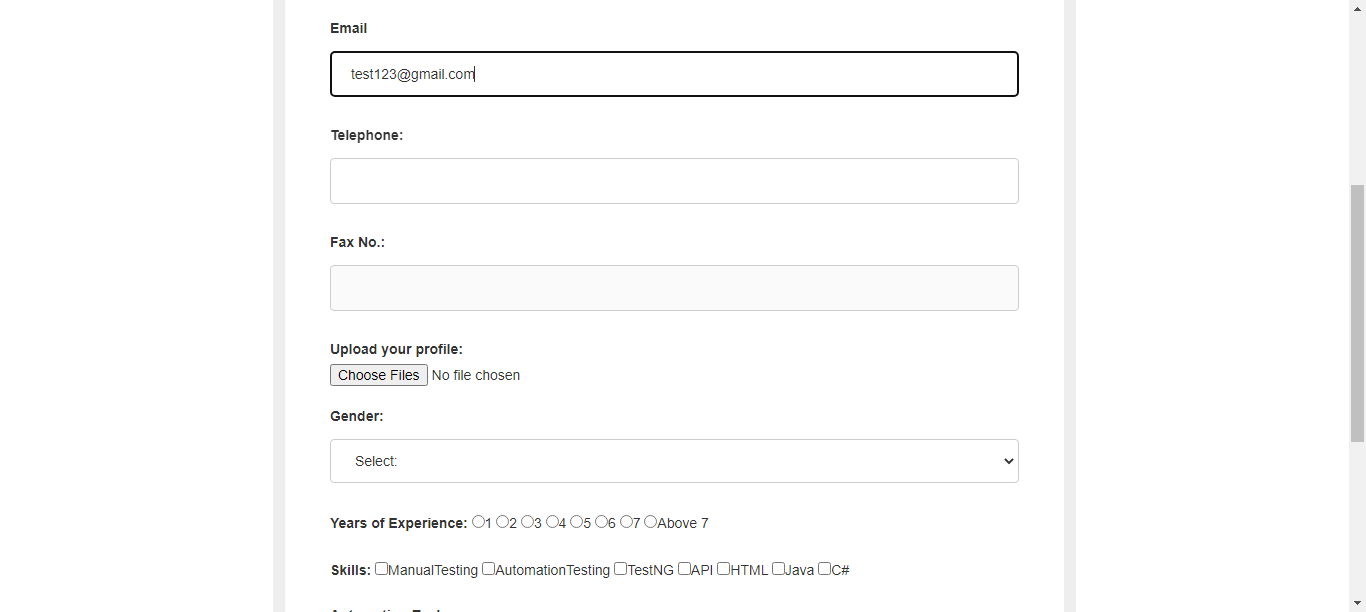 Email
test123@gmail.com
Telephone:
Fax No.:
Upload your profile:
Choose Files No file chosen
Gender:
Select:
Years of Experience: 1 2 3 4 5 6 7 Above 7
Skills: ManualTesting AutomationTesting TestNG API HTML Java C#